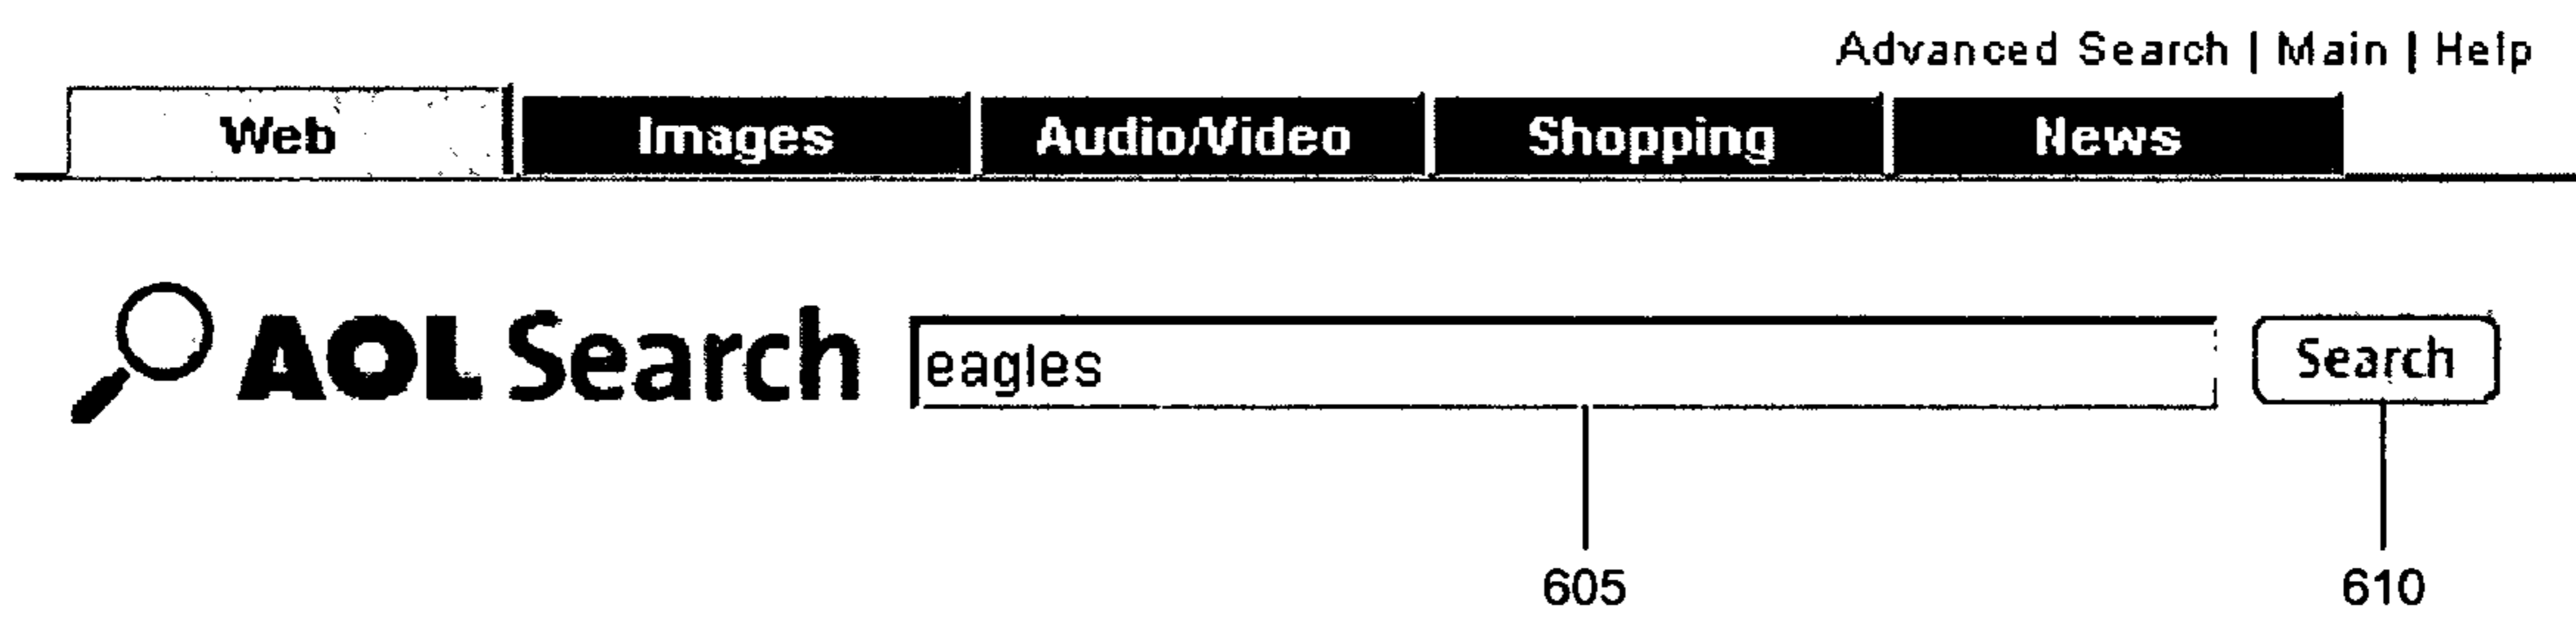 Advanced Search | Main | Help
Web Images Audio/Video Shopping News
AOL Search eagles Search
605 610